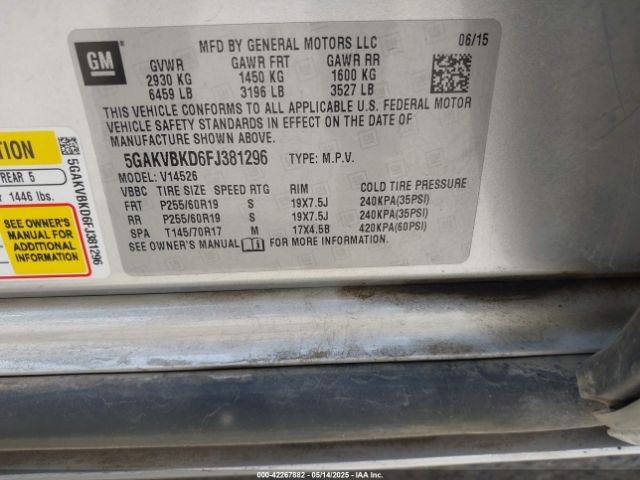 GM
MFD BY GENERAL MOTORS LLC 06/15
GVWR GAWR FRT GAWR RR
2930 KG 1450 KG 1600 KG
6459 LB 3196 LB 3527 LB
THIS VEHICLE CONFORMS TO ALL APPLICABLE U.S. FEDERAL MOTOR
VEHICLE SAFETY STANDARDS IN EFFECT ON THE DATE OF
MANUFACTURE SHOWN ABOVE.
5GAKVBKD6FJ381296 TYPE: M.P.V.
MODEL: V14526
VBBC TIRE SIZE SPEED RTG RIM COLD TIRE PRESSURE
FRT P255/60R19 S 19X7.5J 240KPA(35PSI)
RR P255/60R19 S 19X7.5J 240KPA(35PSI)
SPA T145/70R17 M 17X4.5B 420KPA(60PSI)
SEE OWNER'S MANUAL FOR MORE INFORMATION.
TION
REAR 5
1446 lbs.
SEE OWNER'S
MANUAL FOR
ADDITIONAL
INFORMATION
5GAKVBKD6FJ381296
000-42267882 - 05/14/2025 - IAA, Inc.